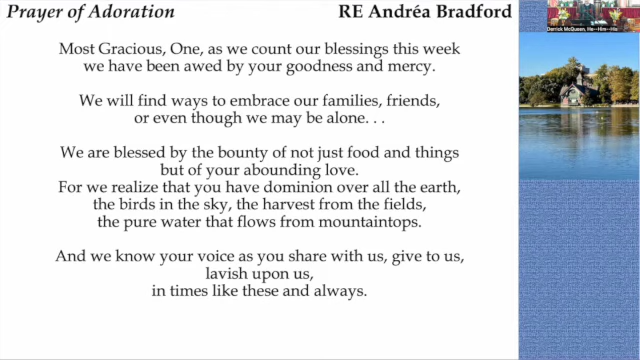 Prayer of Adoration RE Andréa Bradford
Derrick McQueen, He--Him--His
Most Gracious, One, as we count our blessings this week
we have been awed by your goodness and mercy.
We will find ways to embrace our families, friends,
or even though we may be alone. . .
We are blessed by the bounty of not just food and things
but of your abounding love.
For we realize that you have dominion over all the earth,
the birds in the sky, the harvest from the fields,
the pure water that flows from mountaintops.
And we know your voice as you share with us, give to us,
lavish upon us,
in times like these and always.